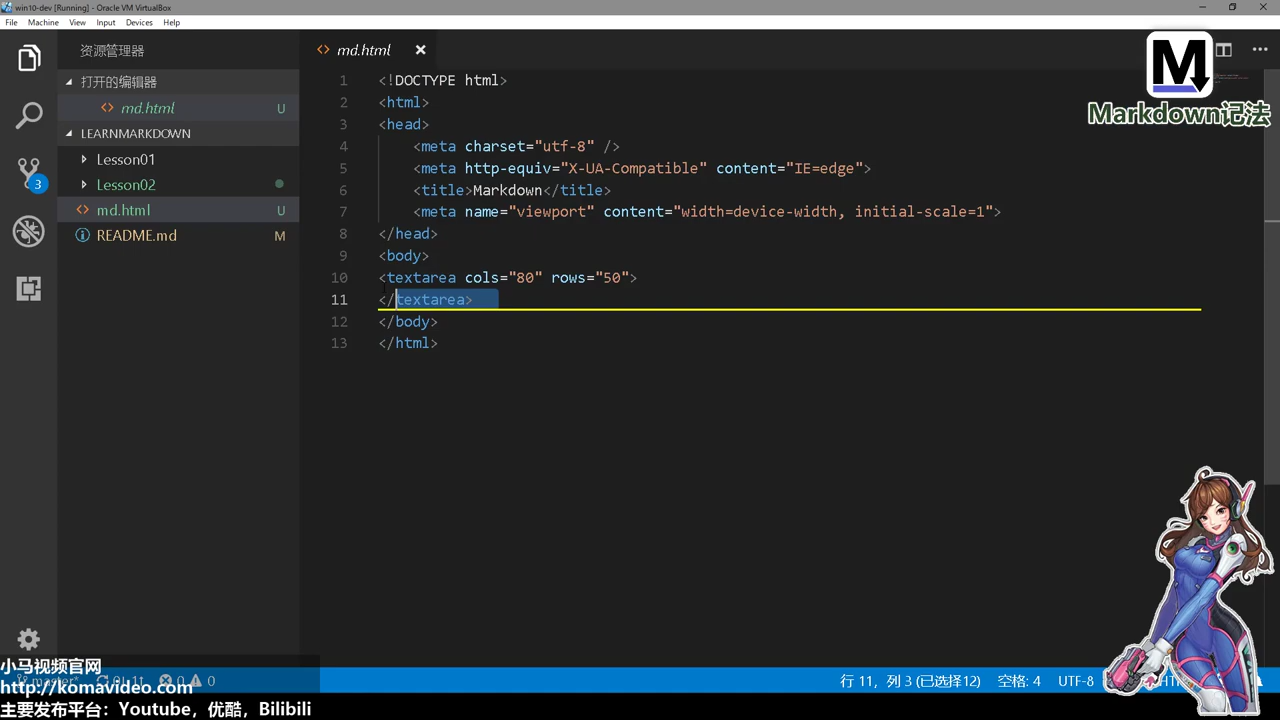 win10-dev [Running] - Oracle VM VirtualBox
File Machine View Input Devices Help
资源管理器
打开的编辑器
md.html U
LEARNMARKDOWN
Lesson01
3
Lesson02
md.html U
README.md M
md.html
1 <!DOCTYPE html>
2 <html>
3 <head>
4 <meta charset="utf-8" />
5 <meta http-equiv="X-UA-Compatible" content="IE=edge">
6 <title>Markdown</title>
7 <meta name="viewport" content="width=device-width, initial-scale=1">
8 </head>
9 <body>
10 <textarea cols="80" rows="50">
11 </textarea>
12 </body>
13 </html>
M
Markdown记法
小马视频官网
master* 0↓ 1↑ 0 0
http://komavideo.com
主要发布平台：Youtube，优酷，Bilibili
行 11，列 3 (已选择12) 空格: 4 UTF-8